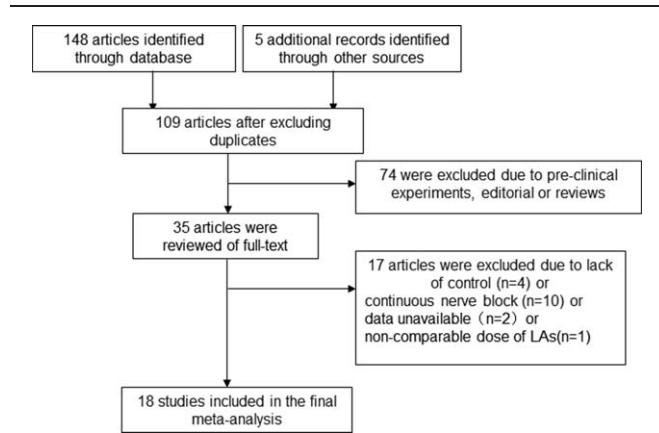 148 articles identified
through database
5 additional records identified
through other sources
109 articles after excluding
duplicates
74 were excluded due to pre-clinical
experiments, editorial or reviews
35 articles were
reviewed of full-text
17 articles were excluded due to lack
of control (n=4) or
continuous nerve block (n=10) or
data unavailable（n=2）or
non-comparable dose of LAs(n=1)
18 studies included in the final
meta-analysis